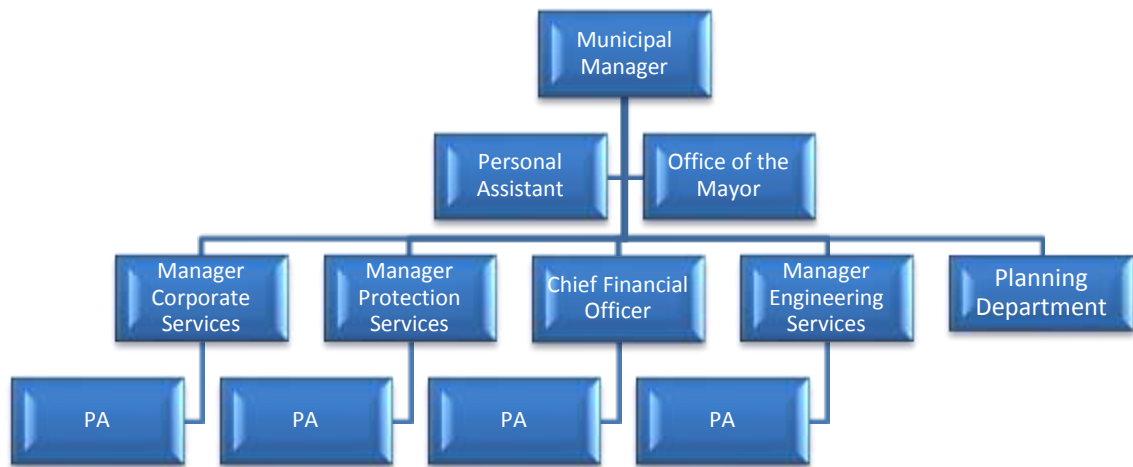 Municipal
Manager
Personal
Assistant
Office of the
Mayor
Manager
Corporate
Services
Manager
Protection
Services
Chief Financial
Officer
Manager
Engineering
Services
Planning
Department
PA
PA
PA
PA